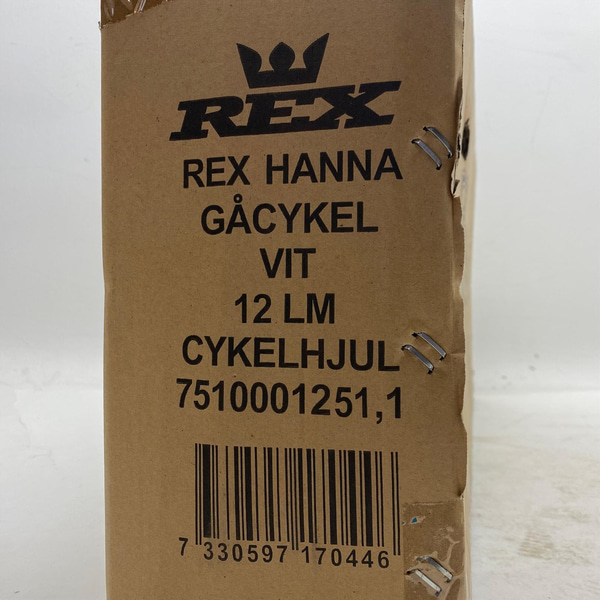 REX
REX HANNA
GÅCYKEL
VIT
12 LM
CYKELHJUL
7510001251,1
7 330597 170446